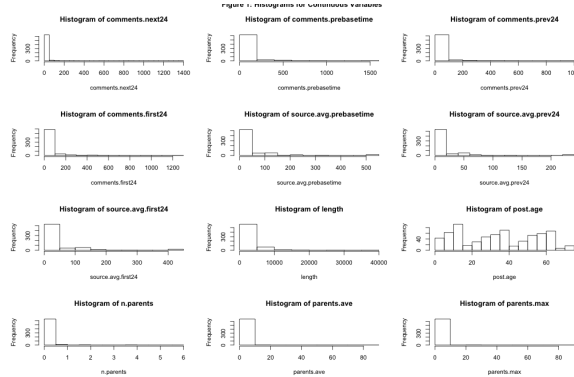 Figure 1: Histograms for Continuous Variables
Histogram of comments.next24
Frequency
0 300
0 200 400 600 800 1000 1200 1400
comments.next24
Histogram of comments.prebasetime
Frequency
0 300
0 500 1000 1500
comments.prebasetime
Histogram of comments.prev24
Frequency
0 300
0 200 400 600 800
comments.prev24
Histogram of comments.first24
Frequency
0 300
0 200 400 600 800 1000 1200
comments.first24
Histogram of source.avg.prebasetime
Frequency
0 300
0 100 200 300 400 500
source.avg.prebasetime
Histogram of source.avg.prev24
Frequency
0 300
0 50 100 150 200
source.avg.prev24
Histogram of source.avg.first24
Frequency
0 300
0 100 200 300 400
source.avg.first24
Histogram of length
Frequency
0 300
0 10000 20000 30000 40000
length
Histogram of post.age
Frequency
0 40
0 20 40 60
post.age
Histogram of n.parents
Frequency
0 300
0 1 2 3 4 5 6
n.parents
Histogram of parents.ave
Frequency
0 300
0 20 40 60 80
parents.ave
Histogram of parents.max
Frequency
0 300
0 20 40 60 80
parents.max